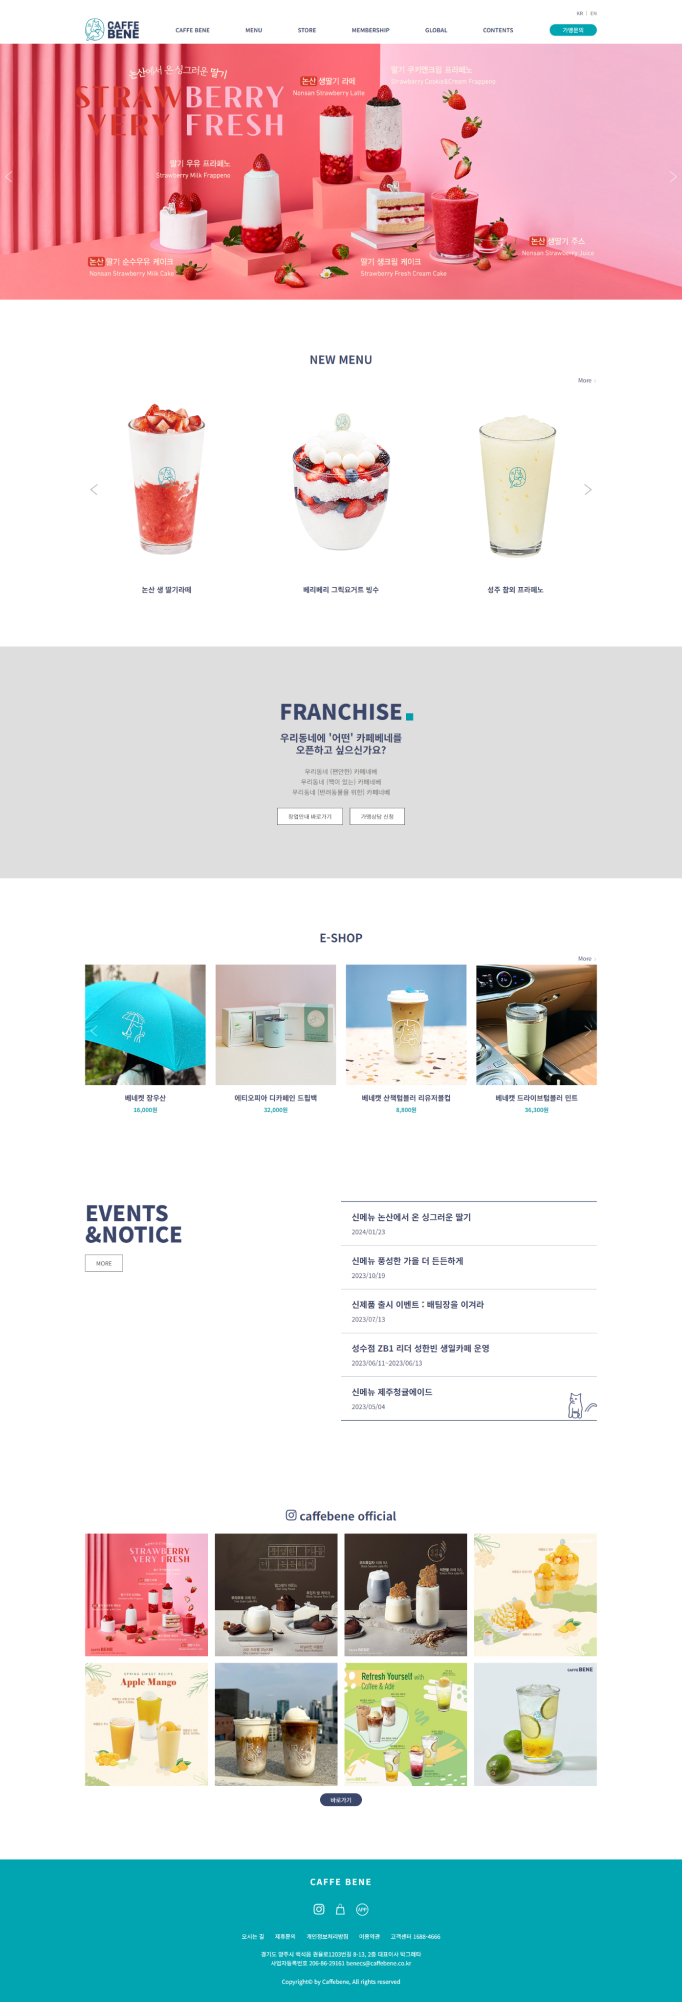 KR | EN
CAFFE
BENE
CAFFE BENE
MENU
STORE
MEMBERSHIP
GLOBAL
CONTENTS
가맹문의
논산에서 온 싱그러운 딸기
STRAWBERRY
VERY FRESH
논산 생딸기 라떼
Nonsan Strawberry Latte
딸기 쿠키앤크림 프라페노
Strawberry Cookie&Cream Frappeno
딸기 우유 프라페노
Strawberry Milk Frappeno
논산 생딸기 주스
Nonsan Strawberry Juice
논산 딸기 순수우유 케이크
Nonsan Strawberry Milk Cake
딸기 생크림 케이크
Strawberry Fresh Cream Cake
NEW MENU
More
논산 생 딸기라떼
베리베리 그릭요거트 빙수
성주 참외 프라페노
FRANCHISE
우리동네에 '어떤' 카페베네를
오픈하고 싶으신가요?
우리동네 (편안한) 카페베네
우리동네 (책이 있는) 카페베네
우리동네 (반려동물을 위한) 카페베네
창업안내 바로가기
가맹상담 신청
E-SHOP
More
베네캣 장우산
16,000원
에티오피아 디카페인 드립백
32,000원
베네캣 산책텀블러 리유저블컵
8,800원
베네캣 드라이브텀블러 민트
36,300원
EVENTS
&NOTICE
MORE
신메뉴 논산에서 온 싱그러운 딸기
2024/01/23
신메뉴 풍성한 가을 더 든든하게
2023/10/19
신제품 출시 이벤트 : 배팀장을 이겨라
2023/07/13
성수점 ZB1 리더 성한빈 생일카페 운영
2023/06/11~2023/06/13
신메뉴 제주청귤에이드
2023/05/04
caffebene official
STRAWBERRY
VERY FRESH
caffe BENE
SPRING SWEET RECIPE
Apple Mango
Refresh Yourself with
Coffee & Ade
CAFFE BENE
바로가기
CAFFE BENE
APP
오시는 길
제휴문의
개인정보처리방침
이용약관
고객센터 1688-4666
경기도 양주시 백석읍 권율로1203번길 8-13, 2층 대표이사 박그레타
사업자등록번호 206-86-29161 benecs@caffebene.co.kr
Copyright© by Caffebene, All rights reserved